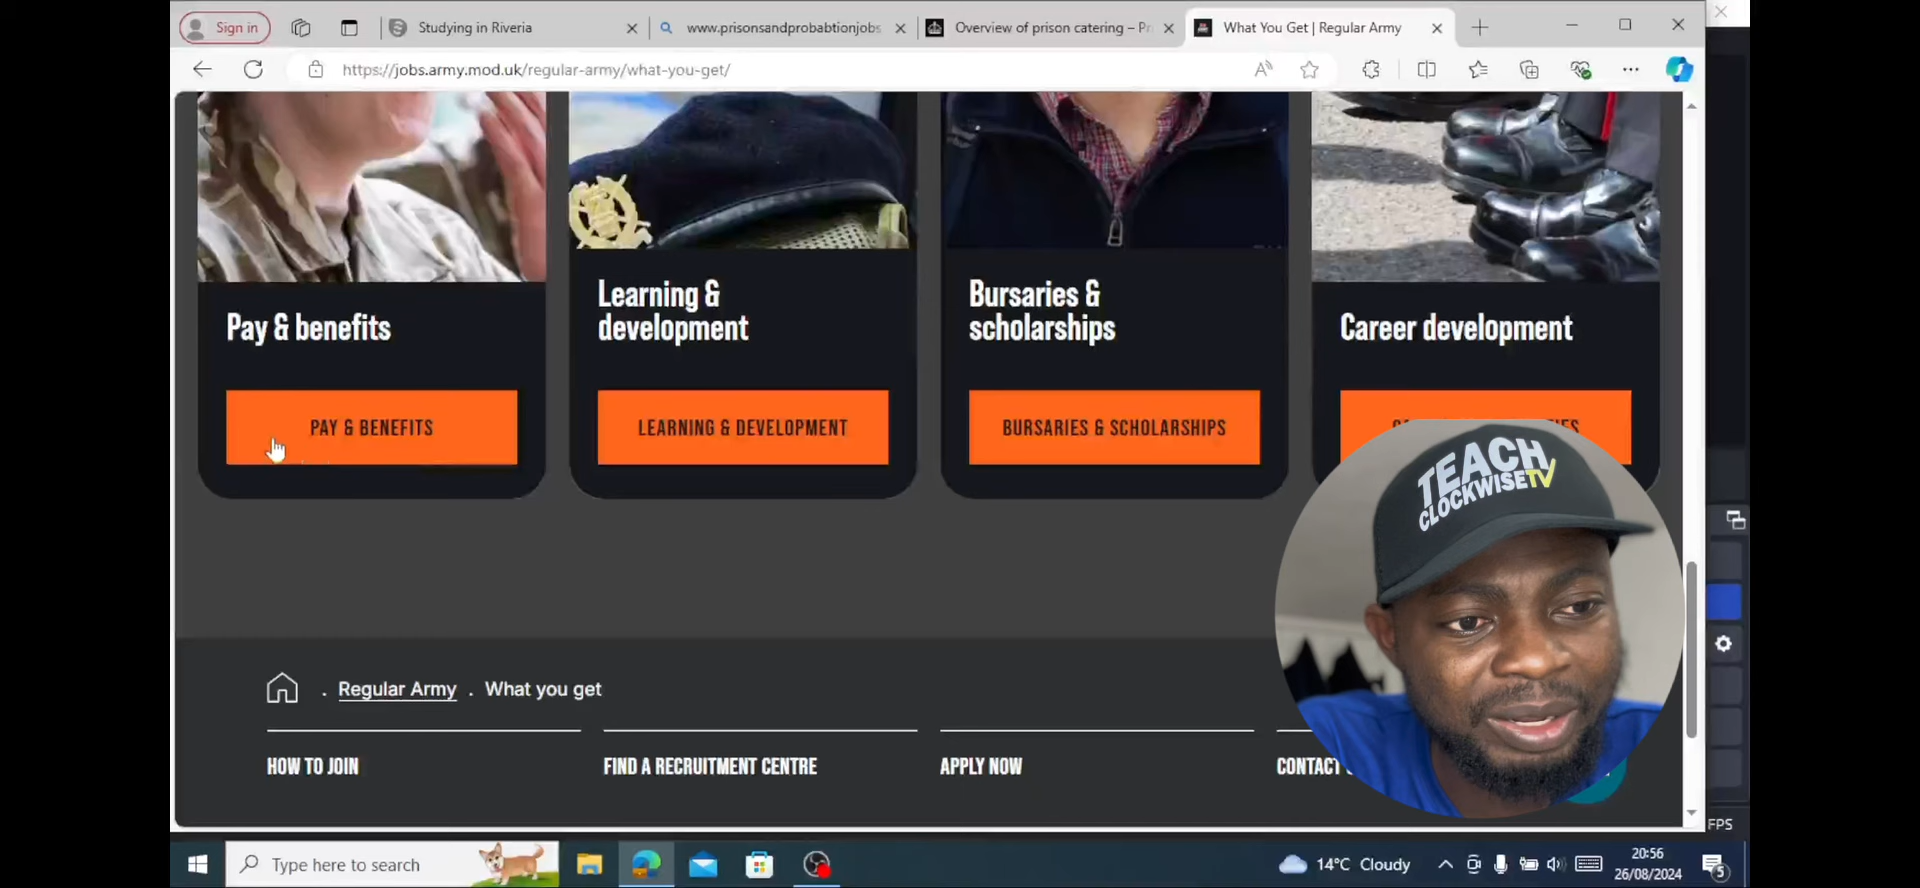 Sign in
Studying in Riveria
www.prisonsandprobabtionjobs
Overview of prison catering – Pr
What You Get | Regular Army
https://jobs.army.mod.uk/regular-army/what-you-get/
Pay & benefits
Learning &
development
Bursaries &
scholarships
Career development
PAY & BENEFITS
LEARNING & DEVELOPMENT
BURSARIES & SCHOLARSHIPS
TEACH
CLOCKWISETV
. Regular Army . What you get
HOW TO JOIN
FIND A RECRUITMENT CENTRE
APPLY NOW
CONTACT
FPS
Type here to search
14°C Cloudy
20:56
26/08/2024
5